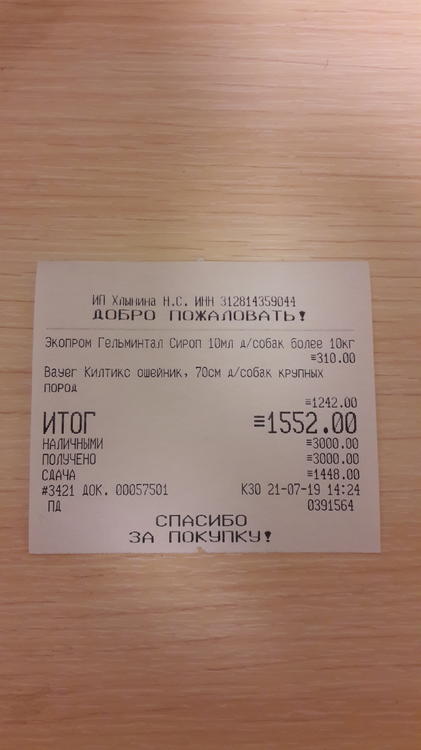 ИП Хлынина Н.С. ИНН 312814359044
ДОБРО ПОЖАЛОВАТЬ!
Экопром Гельминтал Сироп 10мл д/собак более 10кг
=310.00
Bayer Килтикс ошейник, 70см д/собак крупных
пород
=1242.00
ИТОГ =1552.00
НАЛИЧНЫМИ =3000.00
ПОЛУЧЕНО =3000.00
СДАЧА =1448.00
#3421 ДОК. 00057501 К30 21-07-19 14:24
ПД 0391564
СПАСИБО
ЗА ПОКУПКУ!